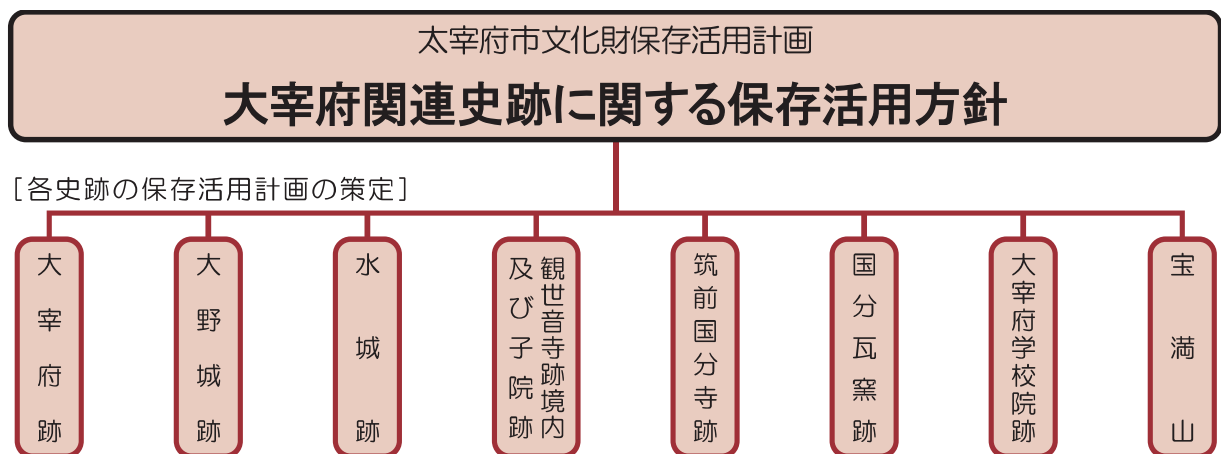 太宰府市文化財保存活用計画
大宰府関連史跡に関する保存活用方針
[各史跡の保存活用計画の策定]
大宰府跡
大野城跡
水城跡
観世音寺跡境内
及び子院跡
筑前国分寺跡
国分瓦窯跡
大宰府学校院跡
宝満山